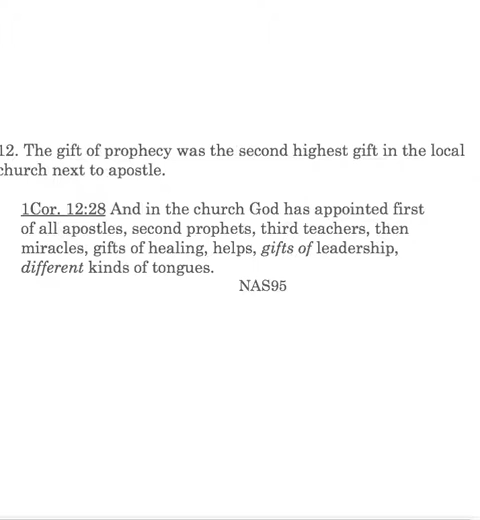 12. The gift of prophecy was the second highest gift in the local
church next to apostle.
1Cor. 12:28 And in the church God has appointed first
of all apostles, second prophets, third teachers, then
miracles, gifts of healing, helps, gifts of leadership,
different kinds of tongues.
NAS95